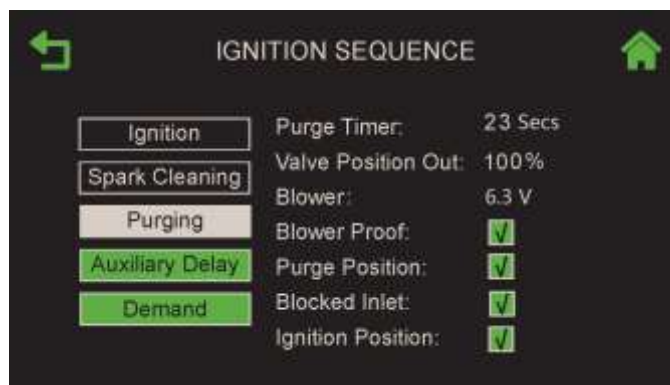 IGNITION SEQUENCE
Ignition
Spark Cleaning
Purging
Auxiliary Delay
Demand
Purge Timer: 23 Secs
Valve Position Out: 100%
Blower: 6.3 V
Blower Proof: √
Purge Position: √
Blocked Inlet: √
Ignition Position: √